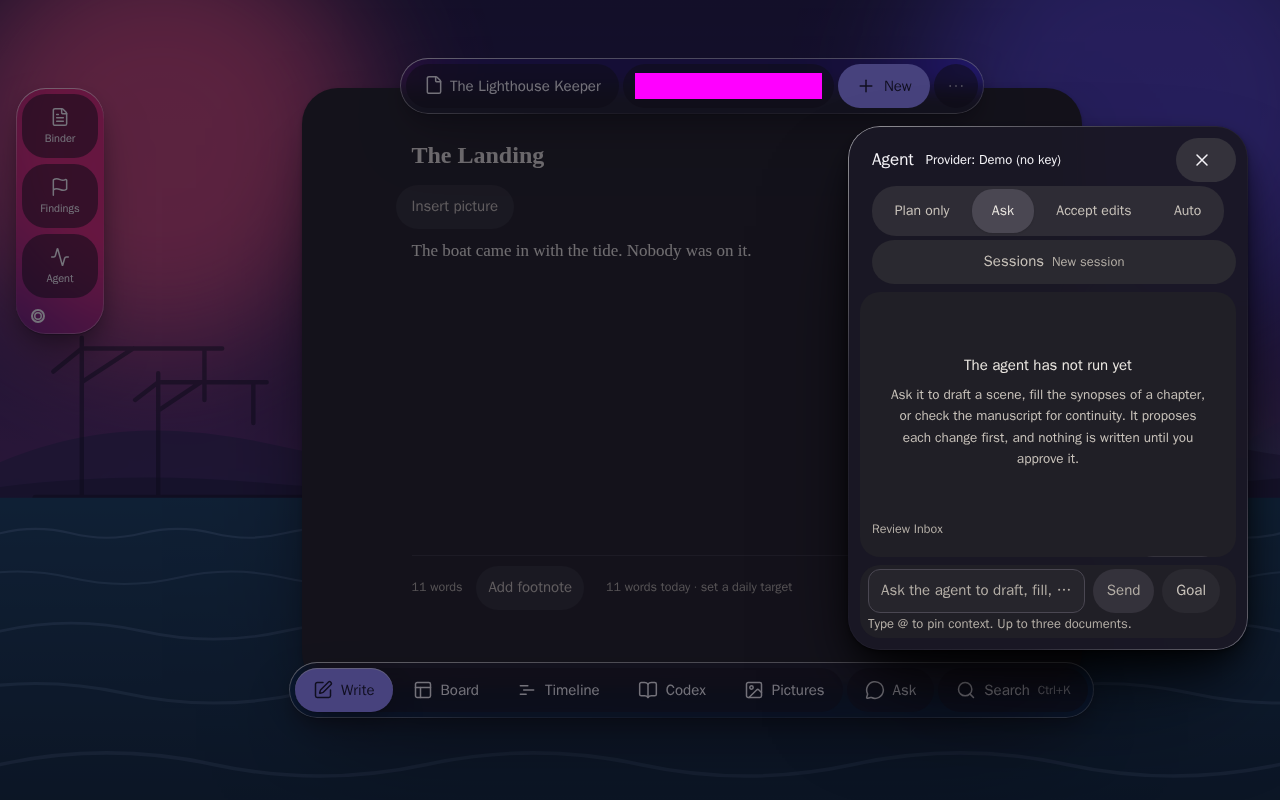 The Lighthouse Keeper
New
Binder
Findings
Agent
The Landing
Insert picture
The boat came in with the tide. Nobody was on it.
11 words
Add footnote
11 words today · set a daily target
Agent
Provider: Demo (no key)
Plan only
Ask
Accept edits
Auto
Sessions New session
The agent has not run yet
Ask it to draft a scene, fill the synopses of a chapter,
or check the manuscript for continuity. It proposes
each change first, and nothing is written until you
approve it.
Review Inbox
Ask the agent to draft, fill, ⋯
Send
Goal
Type @ to pin context. Up to three documents.
Write
Board
Timeline
Codex
Pictures
Ask
Search Ctrl+K